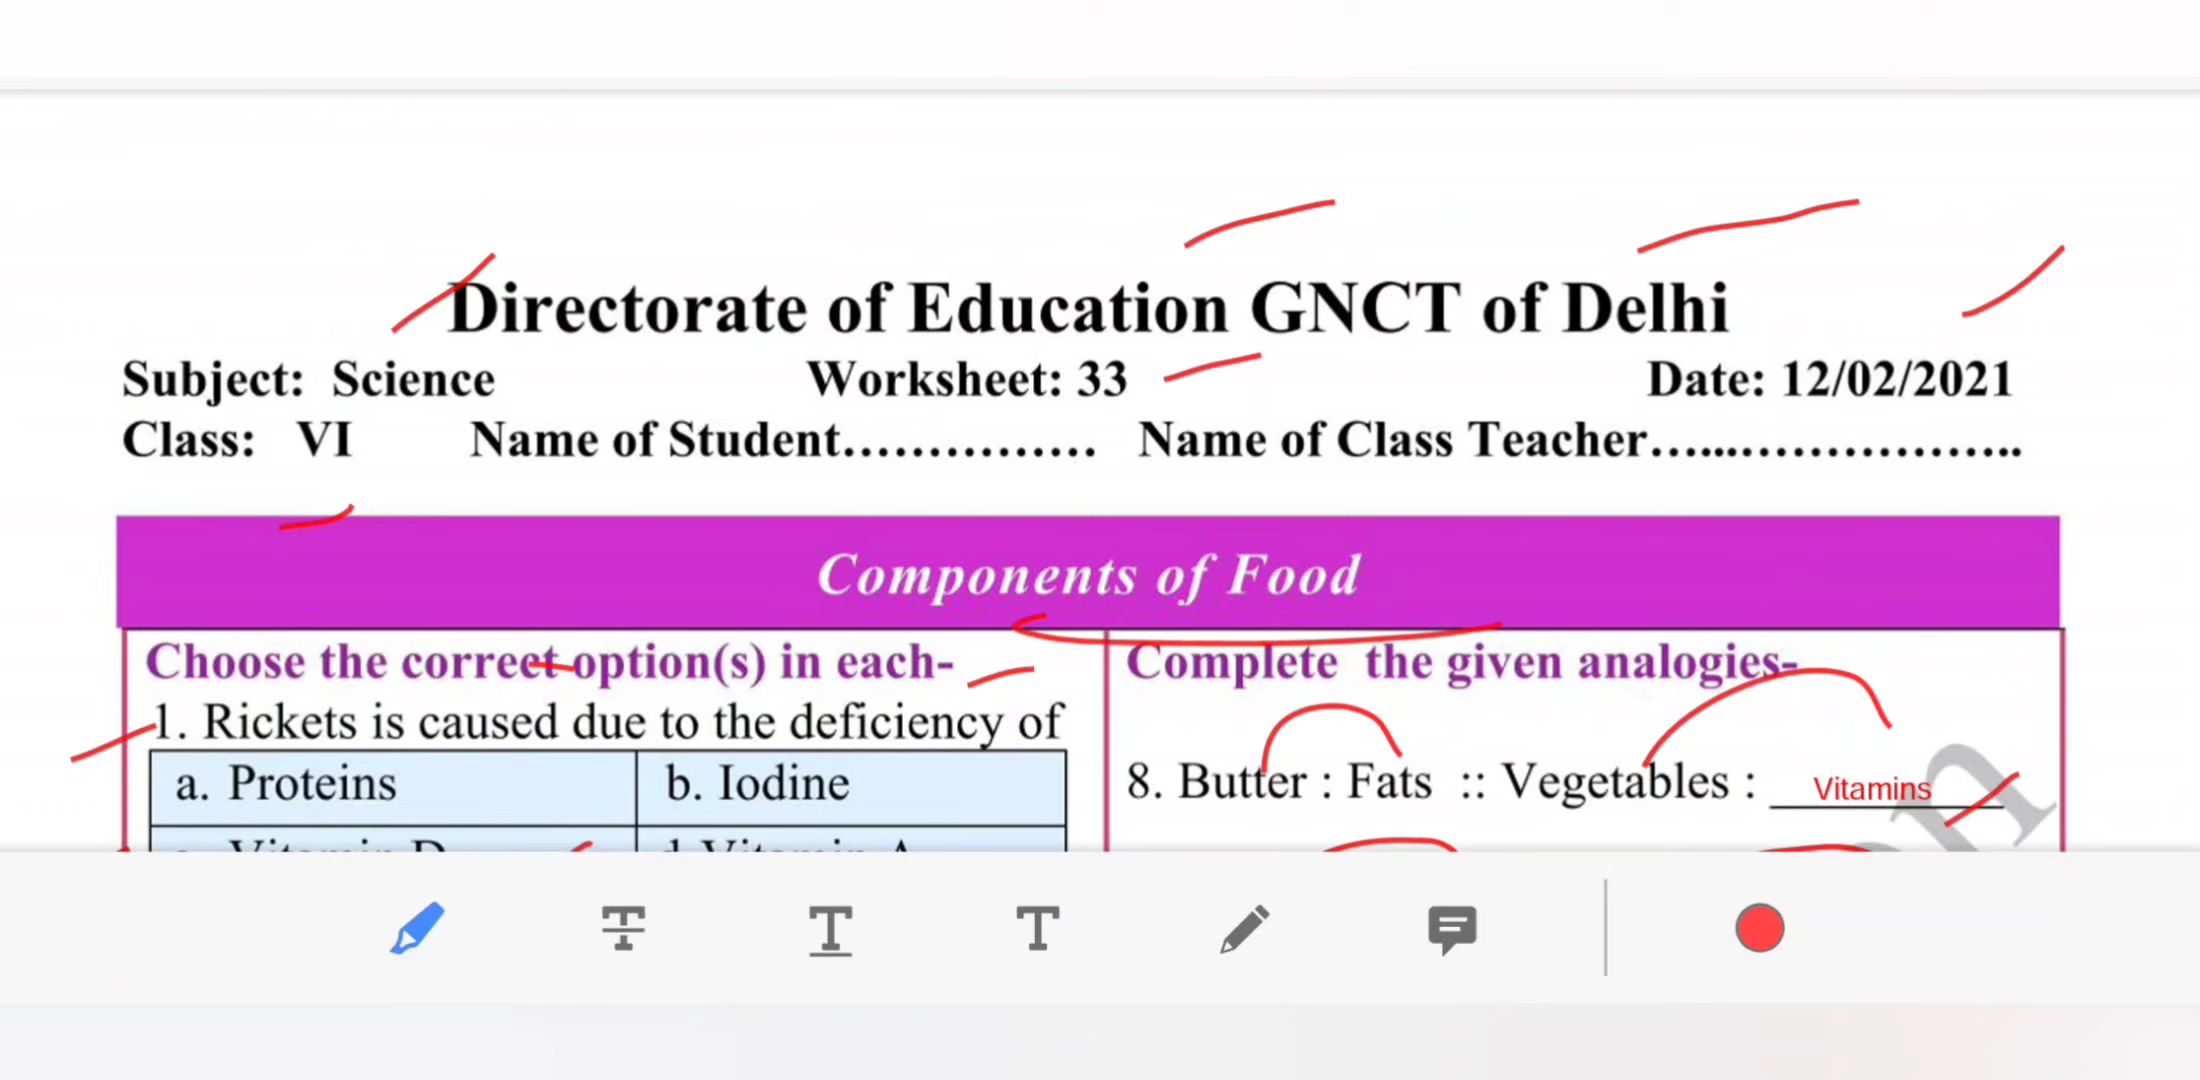 Directorate of Education GNCT of Delhi
Subject: Science Worksheet: 33 Date: 12/02/2021
Class: VI Name of Student............... Name of Class Teacher......................
Components of Food
Choose the correct option(s) in each-
1. Rickets is caused due to the deficiency of
a. Proteins b. Iodine
Vitamin D d. Vitamin A
Complete the given analogies-
8. Butter : Fats :: Vegetables : Vitamins